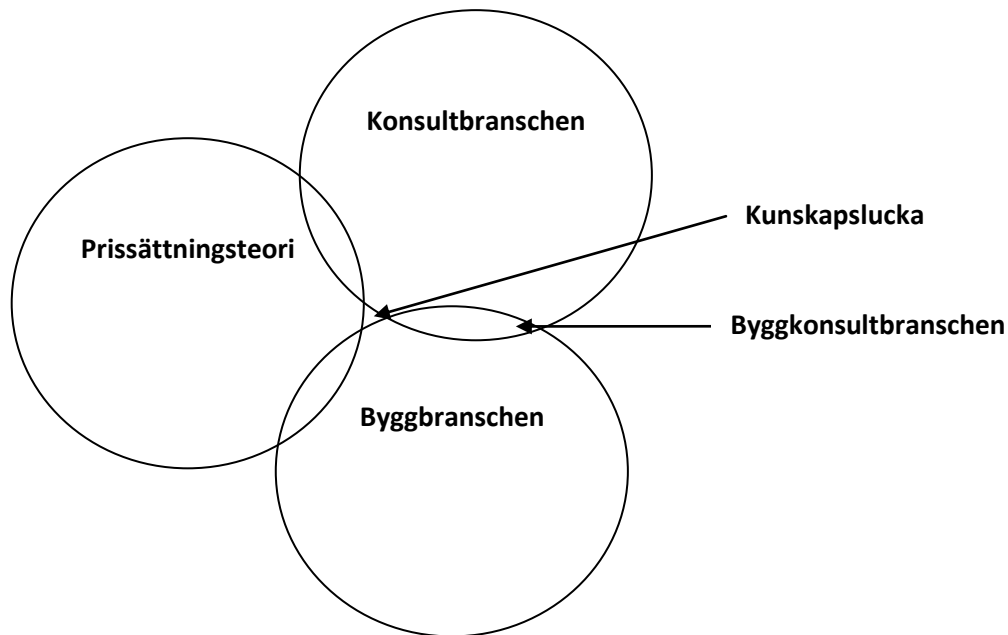 Konsultbranschen
Kunskapslucka
Prissättningsteori
Byggkonsultbranschen
Byggbranschen